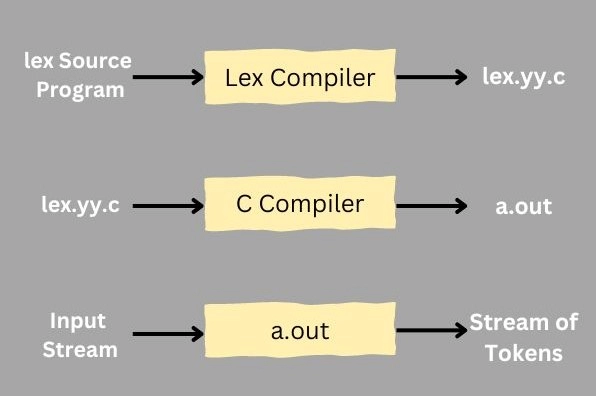 lex Source
Program
Lex Compiler
lex.yy.c
lex.yy.c
C Compiler
a.out
Input
Stream
a.out
Stream of
Tokens